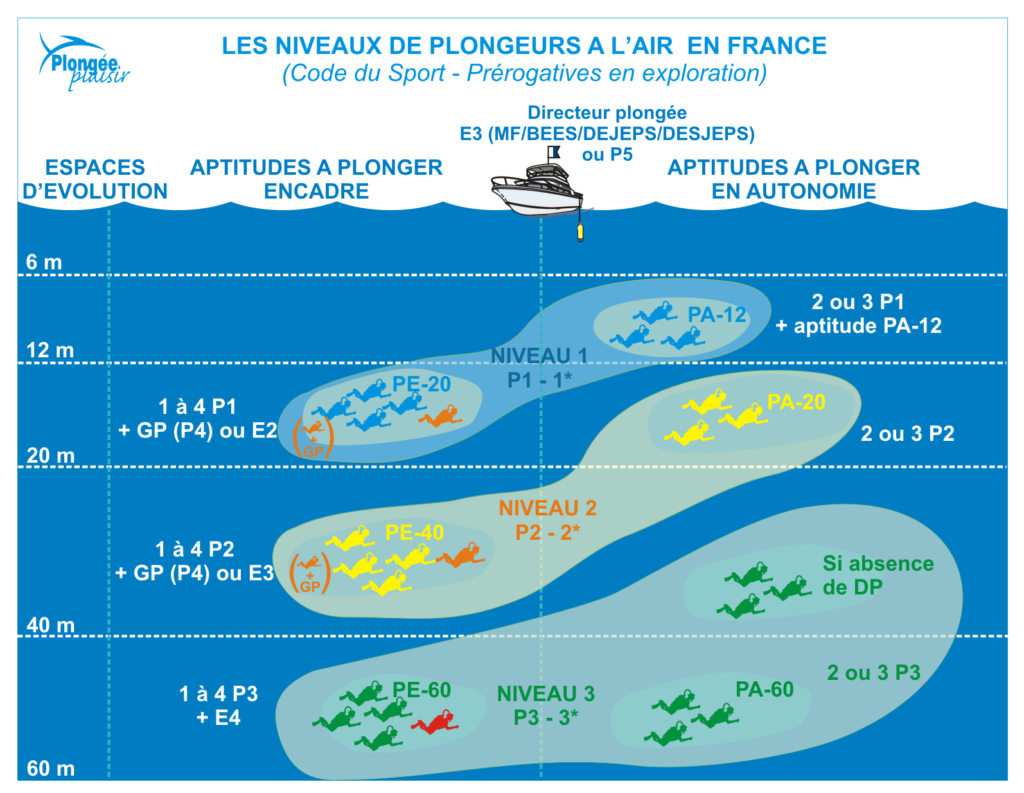 Plongée
plaisir
LES NIVEAUX DE PLONGEURS A L'AIR EN FRANCE
(Code du Sport - Prérogatives en exploration)
Directeur plongée
E3 (MF/BEES/DEJEPS/DESJEPS)
ou P5
ESPACES
D'EVOLUTION
APTITUDES A PLONGER
ENCADRE
APTITUDES A PLONGER
EN AUTONOMIE
6 m
PA-12
2 ou 3 P1
+ aptitude PA-12
12 m
NIVEAU 1
P1 - 1*
PE-20
1 à 4 P1
+ GP (P4) ou E2
(+
GP)
PA-20
2 ou 3 P2
20 m
NIVEAU 2
P2 - 2*
PE-40
1 à 4 P2
+ GP (P4) ou E3
(+
GP)
Si absence
de DP
40 m
2 ou 3 P3
PE-60
1 à 4 P3
+ E4
NIVEAU 3
P3 - 3*
PA-60
60 m